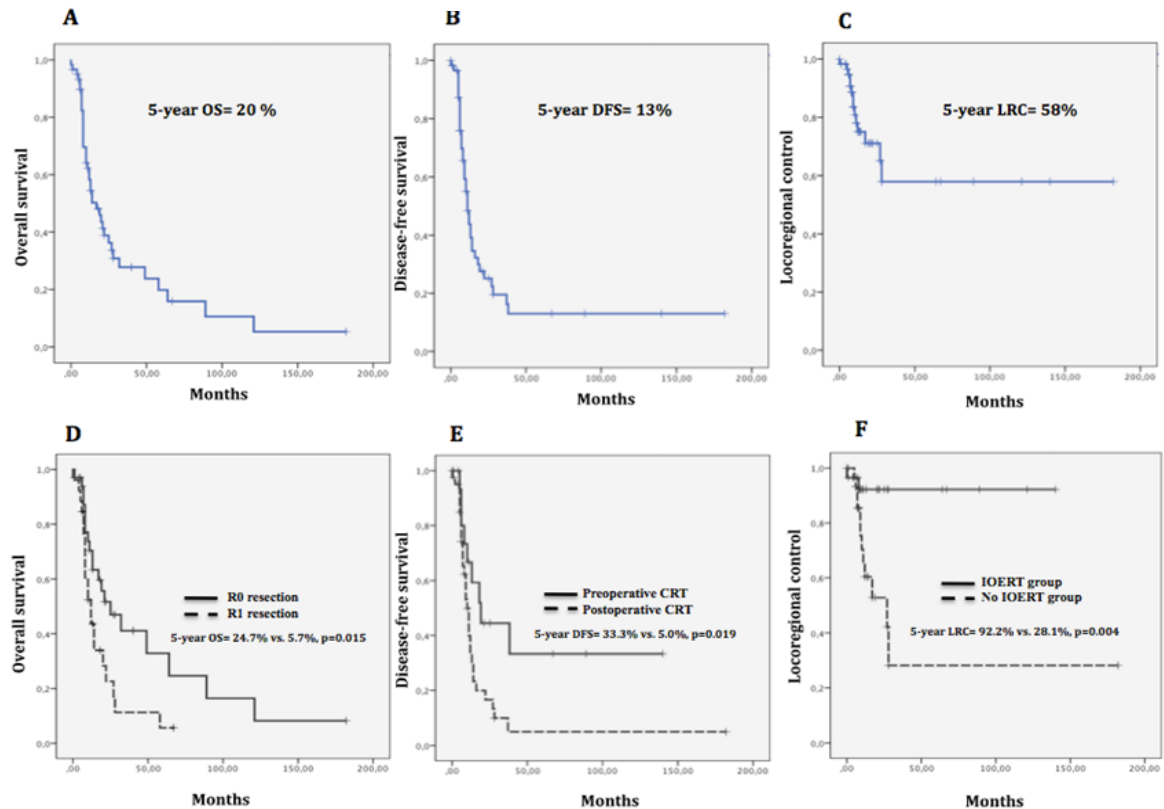 A
B
C
1,0
0,8
0,6
0,4
0,2
0,0
Overall survival
5-year OS= 20 %
,00
50,00
100,00
150,00
200,00
Months
1,0
0,8
0,6
0,4
0,2
0,0
Disease-free survival
5-year DFS= 13%
,00
50,00
100,00
150,00
200,00
Months
1,0
0,8
0,6
0,4
0,2
0,0
Locoregional control
5-year LRC= 58%
,00
50,00
100,00
150,00
200,00
Months
D
E
F
1,0
0,8
0,6
0,4
0,2
0,0
Overall survival
R0 resection
R1 resection
5-year OS= 24.7% vs. 5.7%, p=0.015
,00
50,00
100,00
150,00
200,00
Months
1,0
0,8
0,6
0,4
0,2
0,0
Disease-free survival
Preoperative CRT
Postoperative CRT
5-year DFS= 33.3% vs. 5.0%, p=0.019
,00
50,00
100,00
150,00
200,00
Months
1,0
0,8
0,6
0,4
0,2
0,0
Locoregional control
IOERT group
No IOERT group
5-year LRC= 92.2% vs. 28.1%, p=0.004
,00
50,00
100,00
150,00
200,00
Months